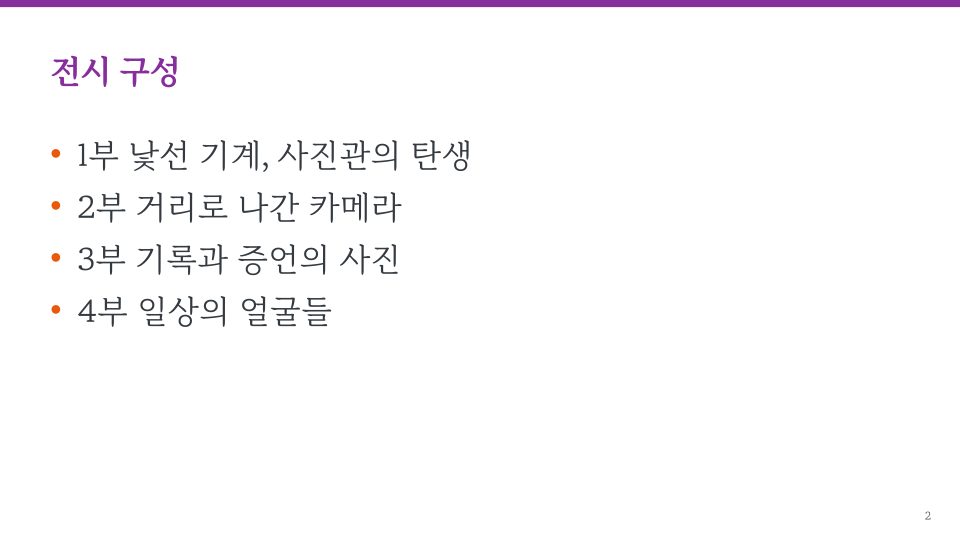 전시 구성
• 1부 낯선 기계, 사진관의 탄생
• 2부 거리로 나간 카메라
• 3부 기록과 증언의 사진
• 4부 일상의 얼굴들
2